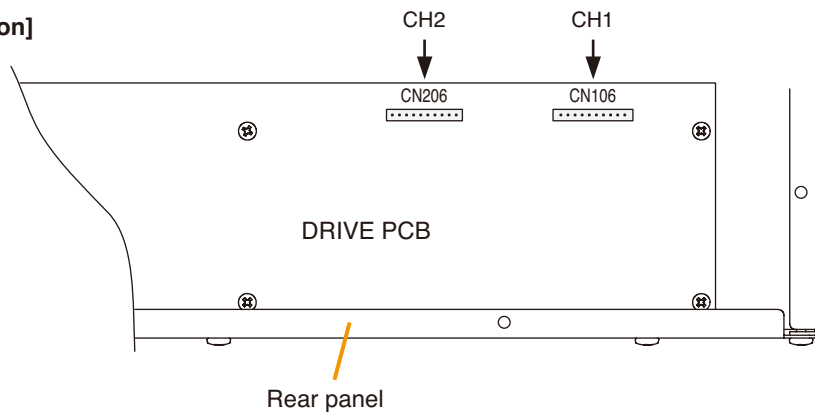 on]
CH2 CH1
CN206 CN106
DRIVE PCB
Rear panel